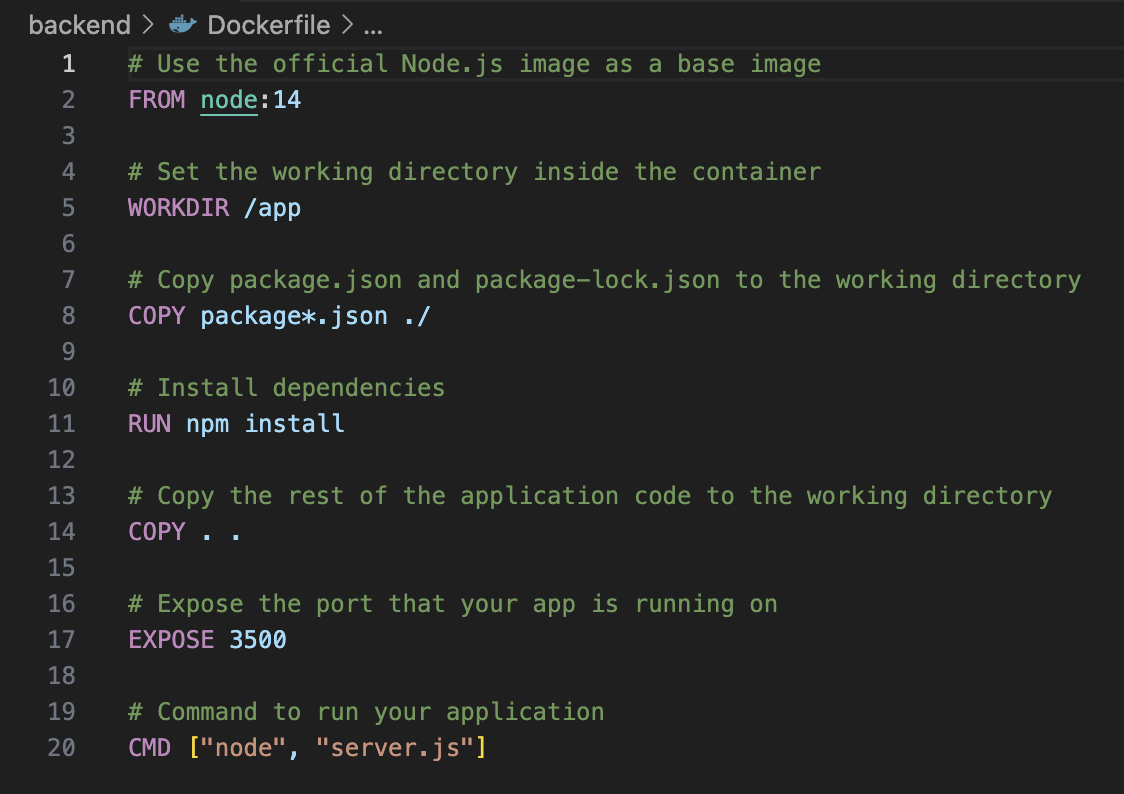 backend > Dockerfile > ...
1 # Use the official Node.js image as a base image
2 FROM node:14
3
4 # Set the working directory inside the container
5 WORKDIR /app
6
7 # Copy package.json and package-lock.json to the working directory
8 COPY package*.json ./
9
10 # Install dependencies
11 RUN npm install
12
13 # Copy the rest of the application code to the working directory
14 COPY . .
15
16 # Expose the port that your app is running on
17 EXPOSE 3500
18
19 # Command to run your application
20 CMD ["node", "server.js"]